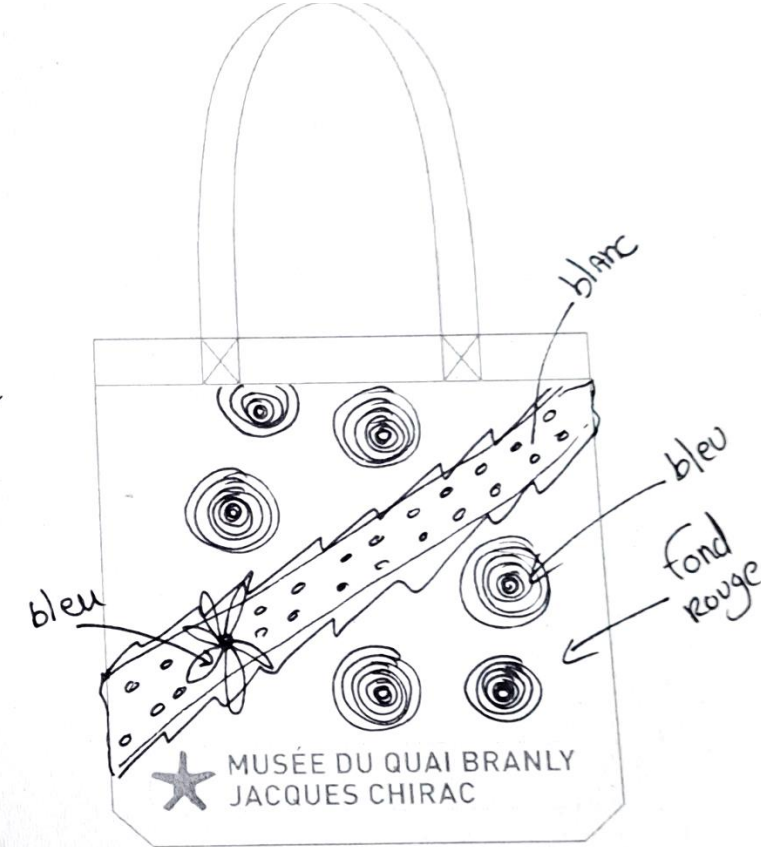 blanc
bleu
fond
rouge
bleu
MUSÉE DU QUAI BRANLY
JACQUES CHIRAC